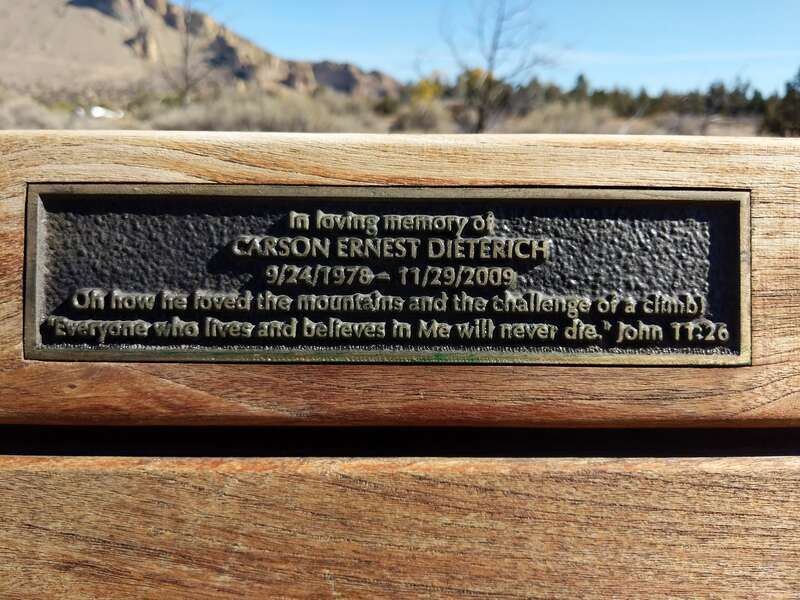 In loving memory of
CARSON ERNEST DIETERICH
9/24/1978 – 11/29/2009
Oh how he loved the mountains and the challenge of a climb!
"Everyone who lives and believes in Me will never die." John 11:26